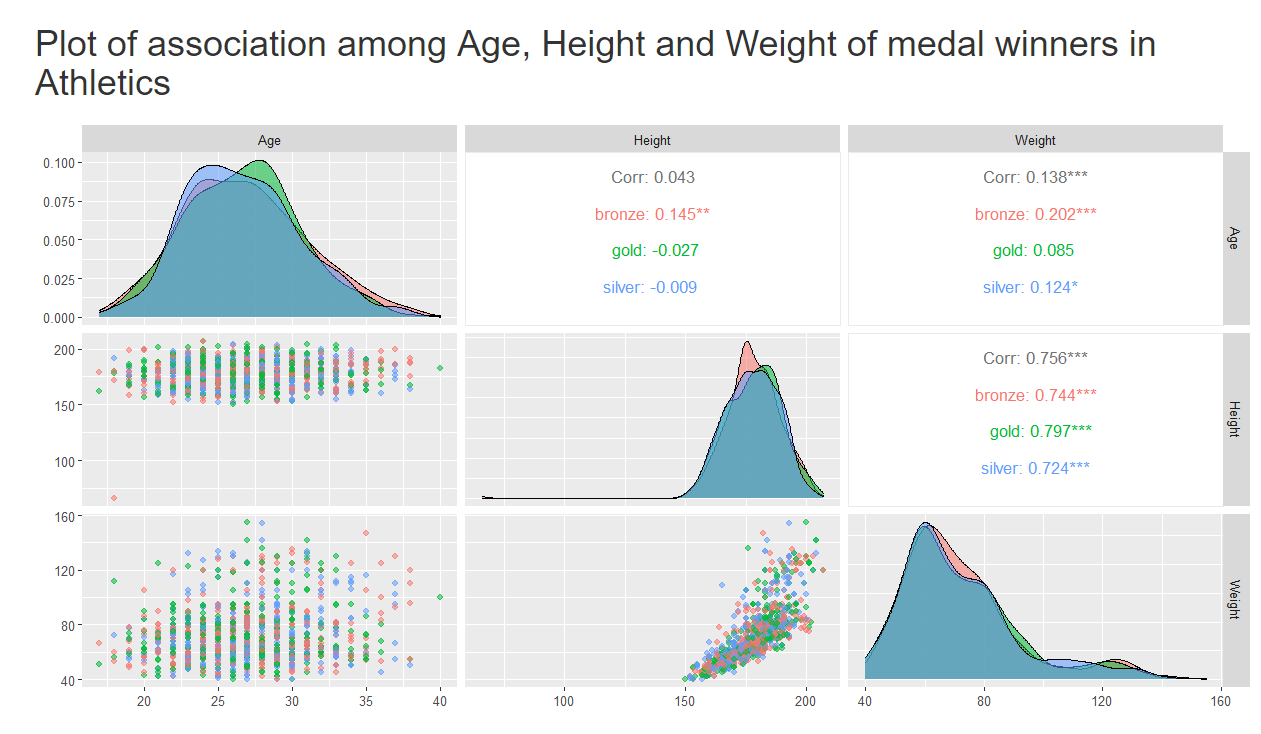 Plot of association among Age, Height and Weight of medal winners in
Athletics
Age
Height
Weight
0.100
0.075
0.050
0.025
0.000
Corr: 0.043
bronze: 0.145**
gold: -0.027
silver: -0.009
Corr: 0.138***
bronze: 0.202***
gold: 0.085
silver: 0.124*
Age
200
150
100
Corr: 0.756***
bronze: 0.744***
gold: 0.797***
silver: 0.724***
Height
160
120
80
40
Weight
20 25 30 35 40
100 150 200
40 80 120 160